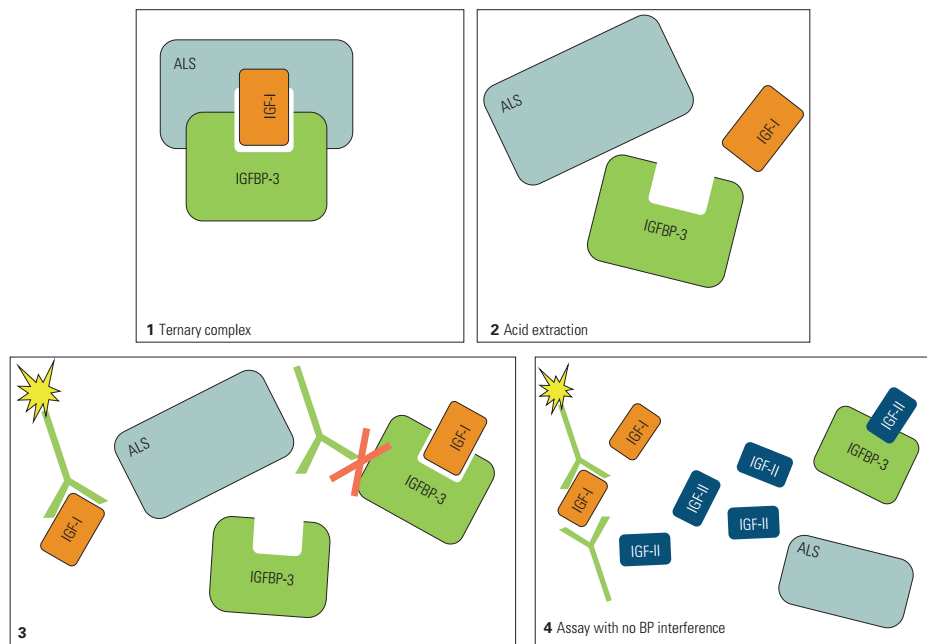 ALS
IGF-I
IGFBP-3
1 Ternary complex
ALS
IGF-I
IGFBP-3
2 Acid extraction
ALS
IGF-I
IGFBP-3
IGF-I
IGFBP-3
3
IGF-II
IGF-I
IGFBP-3
IGF-II
IGF-I
IGF-II
IGF-II
IGF-II
ALS
4 Assay with no BP interference